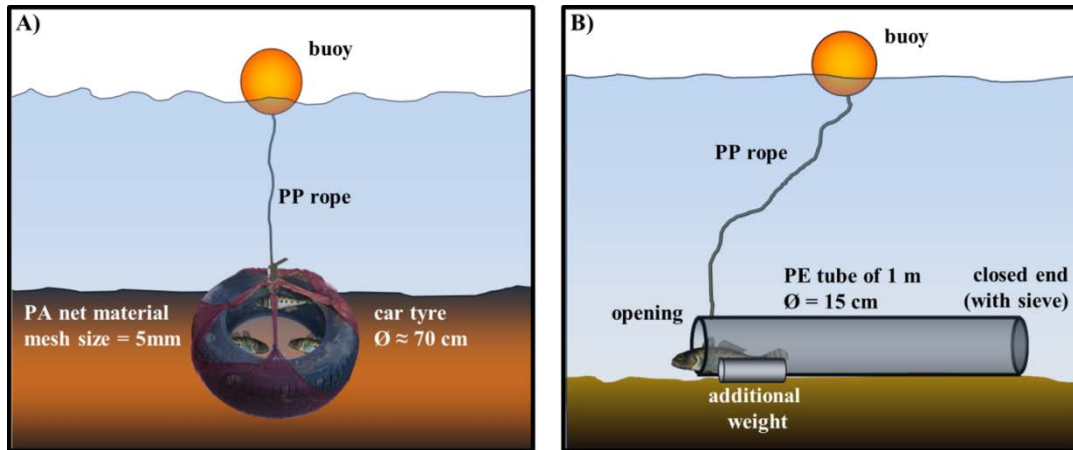 A)
buoy
PP rope
PA net material
mesh size = 5mm
car tyre
Ø ≈ 70 cm
B)
buoy
PP rope
PE tube of 1 m
Ø = 15 cm
closed end
(with sieve)
opening
additional
weight